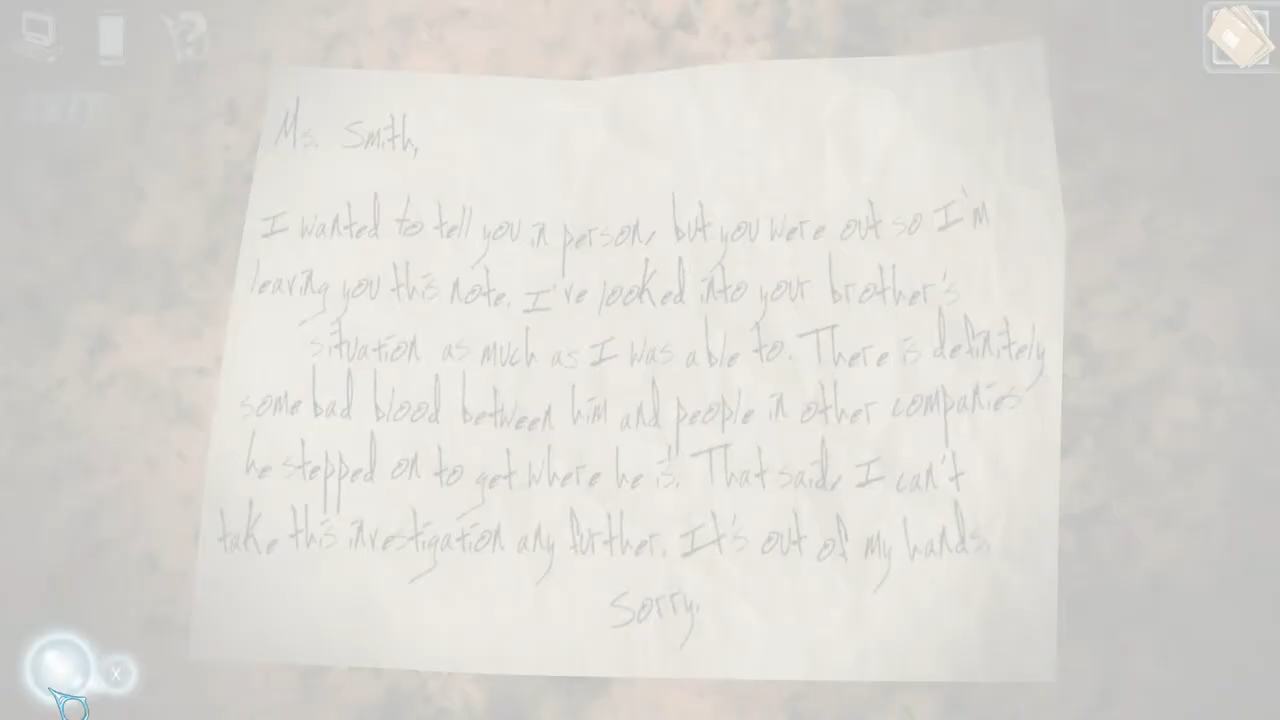 Ms. Smith,
I wanted to tell you in person, but you were out so I'm
leaving you this note. I've looked into your brother's
situation as much as I was able to. There is definitely
some bad blood between him and people in other companies
he stepped on to get where he is. That said, I can't
take this investigation any further. It's out of my hands.
Sorry.
X